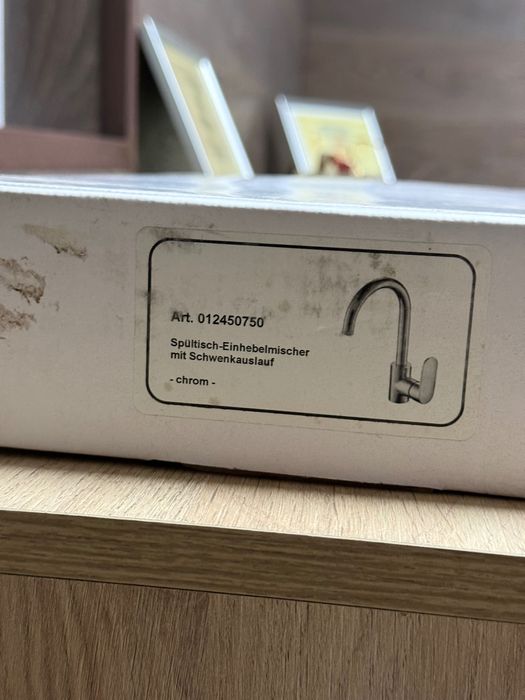 Art. 012450750
Spültisch-Einhebelmischer
mit Schwenkauslauf
- chrom -